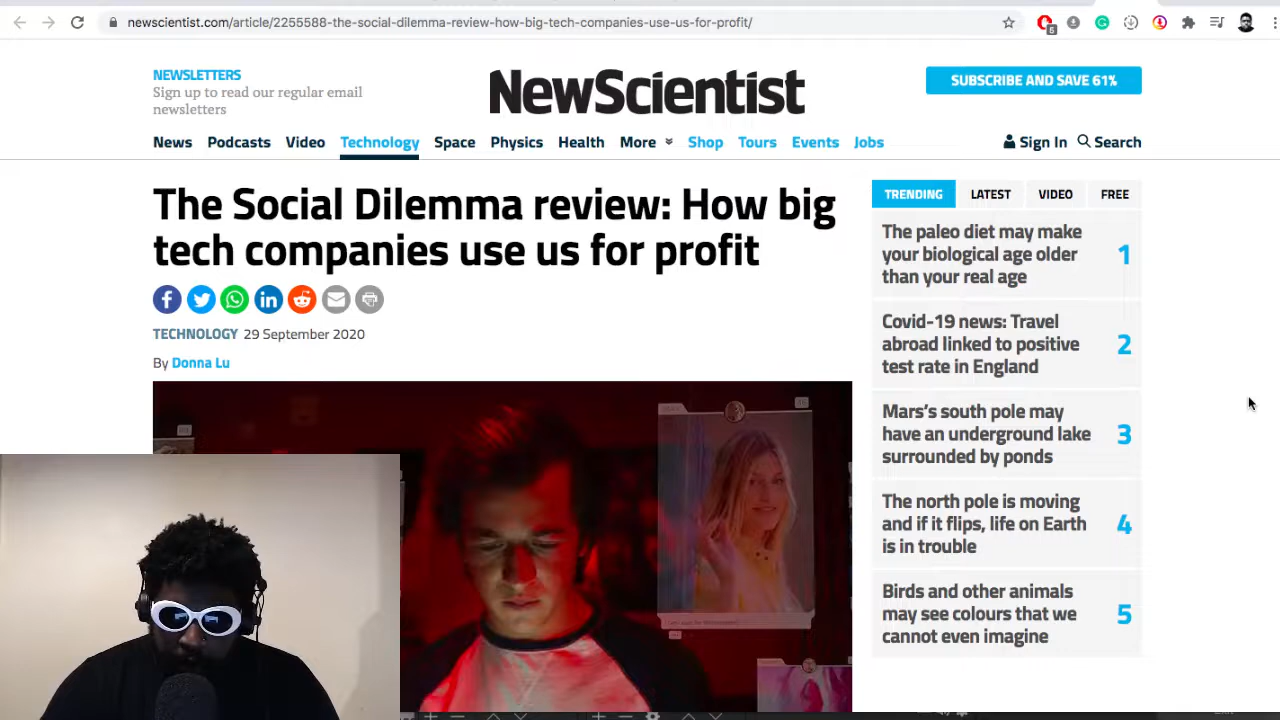 newscientist.com/article/2255588-the-social-dilemma-review-how-big-tech-companies-use-us-for-profit/
5
NEWSLETTERS
Sign up to read our regular email
newsletters
NewScientist
SUBSCRIBE AND SAVE 61%
News Podcasts Video Technology Space Physics Health More Shop Tours Events Jobs Sign In Search
The Social Dilemma review: How big
tech companies use us for profit
TECHNOLOGY 29 September 2020
By Donna Lu
TRENDING LATEST VIDEO FREE
The paleo diet may make
your biological age older
than your real age
1
Covid-19 news: Travel
abroad linked to positive
test rate in England
2
Mars's south pole may
have an underground lake
surrounded by ponds
3
The north pole is moving
and if it flips, life on Earth
is in trouble
4
Birds and other animals
may see colours that we
cannot even imagine
5